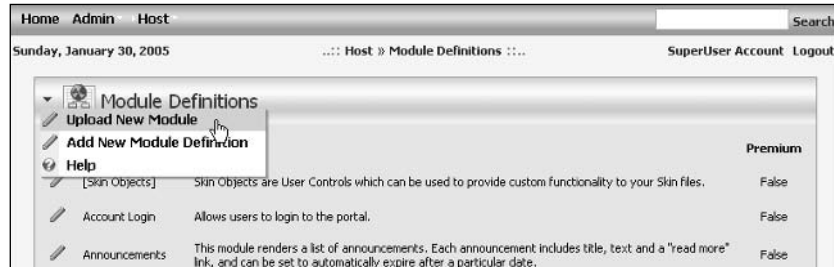 Home Admin Host Search
Sunday, January 30, 2005 ..:: Host » Module Definitions ::.. SuperUser Account Logout
Module Definitions
Upload New Module
Add New Module Definition
Premium
Help
[Skin Objects] Skin Objects are User Controls which can be used to provide custom functionality to your Skin files. False
Account Login Allows users to login to the portal. False
Announcements This module renders a list of announcements. Each announcement includes title, text and a "read more" False
link, and can be set to automatically expire after a particular date.